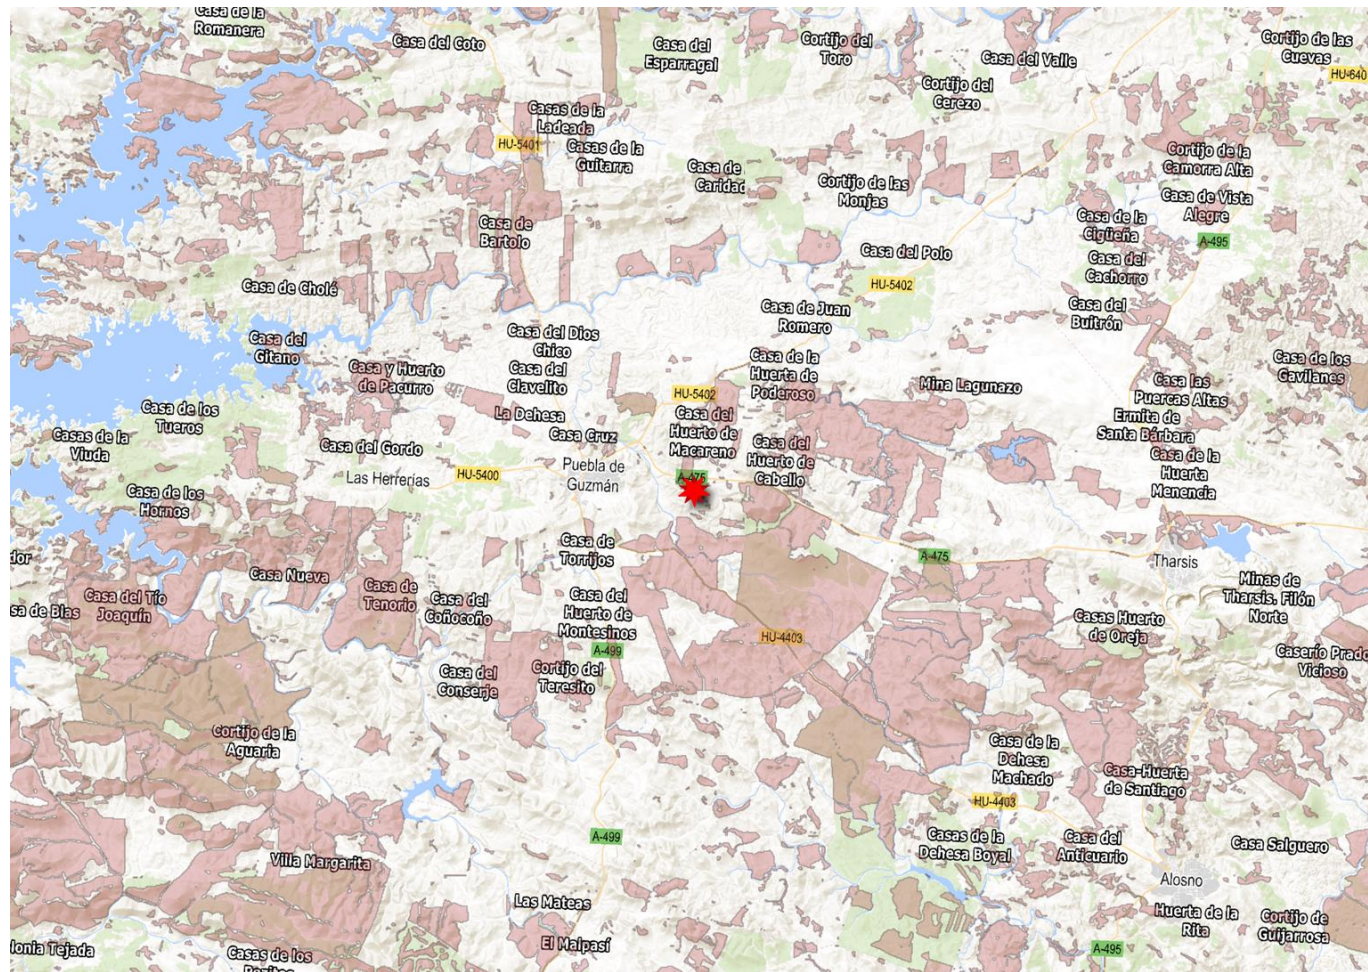 Casa de la
Romanera
Casa del Coto
Casa del
Esparragal
Cortijo del
Toro
Casa del Valle
Cortijo de las
Cuevas
HU-640
Cortijo del
Cerezo
Casas de la
Ladeada
HU-5401
Casas de la
Guitarra
Casa de
Caridad
Cortijo de las
Monjas
Cortijo de la
Camorra Alta
Casa de Vista
Alegre
Casa de la
Cigüeña
A-495
Casa de
Bartolo
Casa del Polo
Casa del
Cachorro
Casa de Cholé
HU-5402
Casa de Juan
Romero
Casa del
Buitrón
Casa del
Gitano
Casa del Dios
Chico
Casa y Huerto
de Pacurro
Casa del
Clavelito
Casa de la
Huerta de
Poderoso
Mina Lagunazo
Casa de los
Gavilanes
Casa las
Puercas Altas
HU-5402
Casa de los
Tueros
La Dehesa
Casa del
Huerto de
Macareno
Ermita de
Santa Bárbara
Casas de la
Viuda
Casa del Gordo
Casa Cruz
Casa del
Huerto de
Cabello
Casa de la
Huerta
Menencia
Las Herrerias
HU-5400
Puebla de
Guzmán
A-475
Casa de los
Hornos
dor
Casa de
Torrijos
A-475
Tharsis
Casa Nueva
Casa de
Tenorio
Minas de
Tharsis, Filón
Norte
sa de Blas
Casa del Tío
Joaquín
Casa del
Coñocoño
Casa del
Huerto de
Montesinos
HU-4403
Casas Huerto
de Oreja
A-499
Caserío Prado
Vicioso
Casa del
Conserje
Cortijo del
Teresito
Cortijo de la
Aguaria
Casa de la
Dehesa
Machado
Casa-Huerta
de Santiago
HU-4403
A-499
Casas de la
Dehesa Boyal
Casa del
Anticuario
Casa Salguero
Villa Margarita
Alosno
Las Mateas
Huerta de la
Rita
Cortijo de
Guijarrosa
El Malpasí
lonia Tejada
Casas de los
A-495